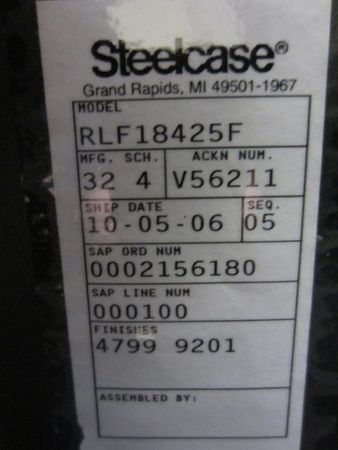 Steelcase®
Grand Rapids, MI 49501-1967
MODEL
RLF18425F
MFG. SCH. ACKN NUM.
32 4 V56211
SHIP DATE SEQ.
10-05-06 05
SAP ORD NUM
0002156180
SAP LINE NUM
000100
FINISHES
4799 9201
ASSEMBLED BY: